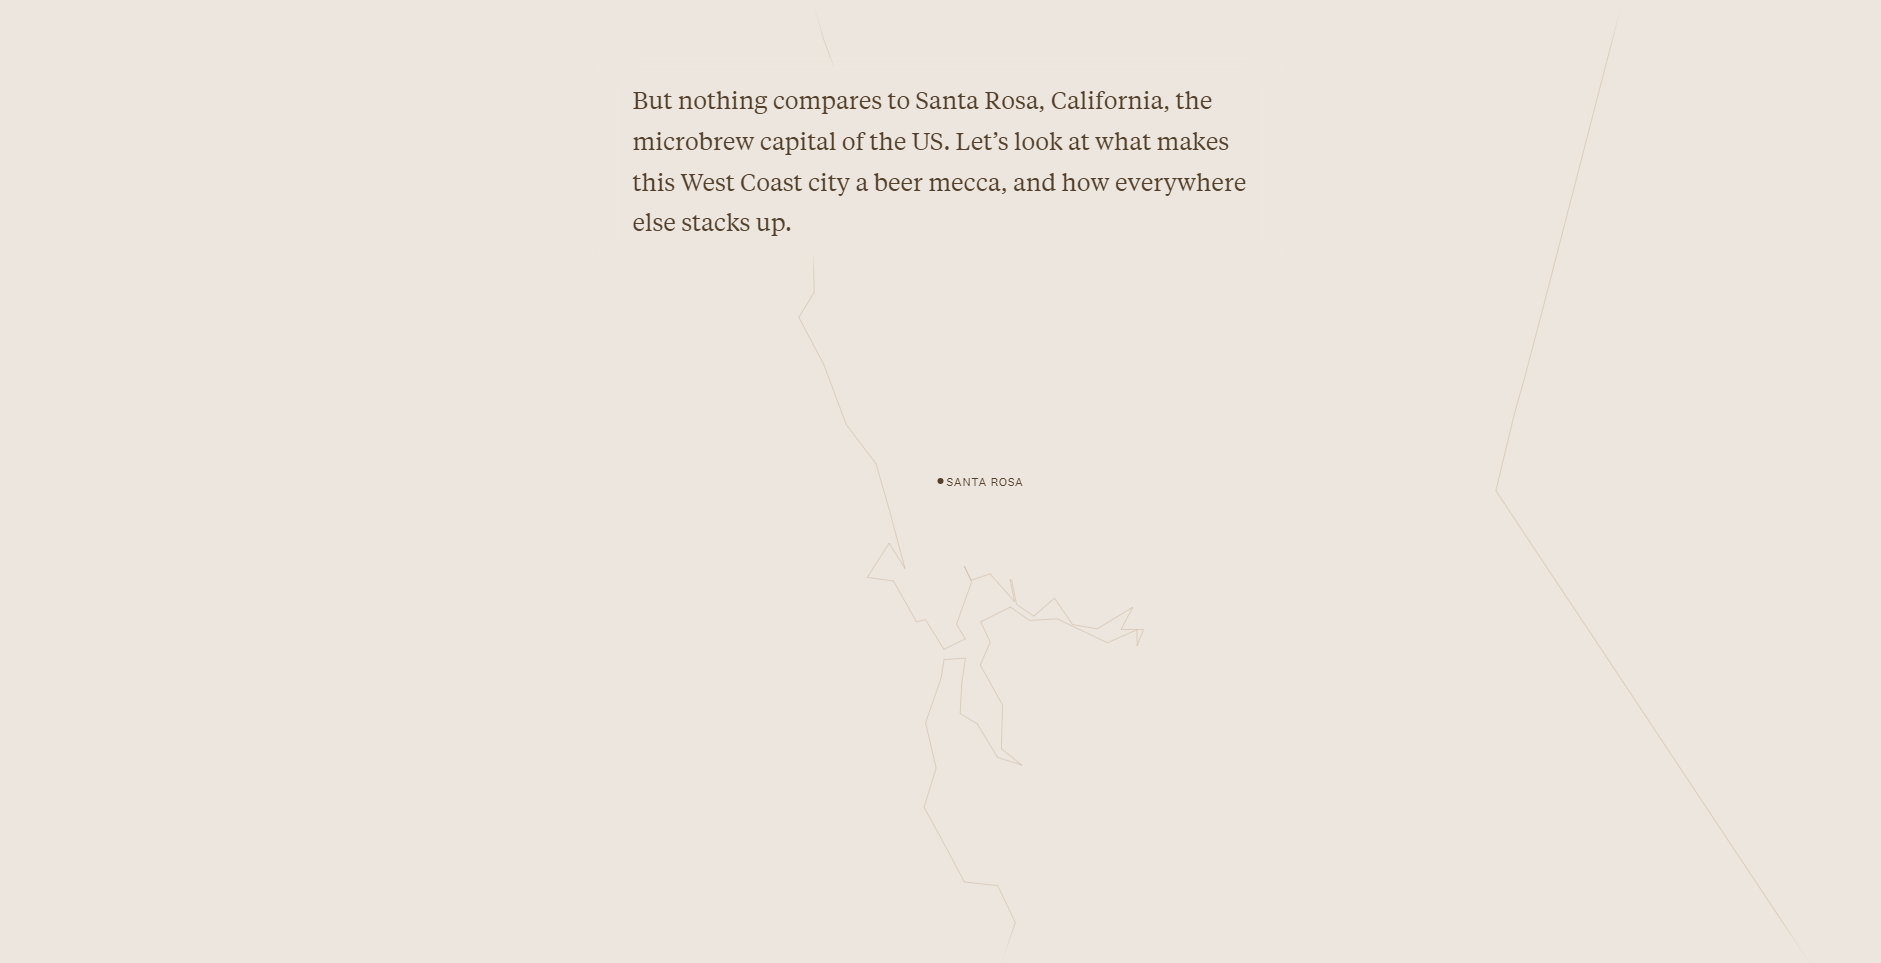 But nothing compares to Santa Rosa, California, the
microbrew capital of the US. Let’s look at what makes
this West Coast city a beer mecca, and how everywhere
else stacks up.
SANTA ROSA